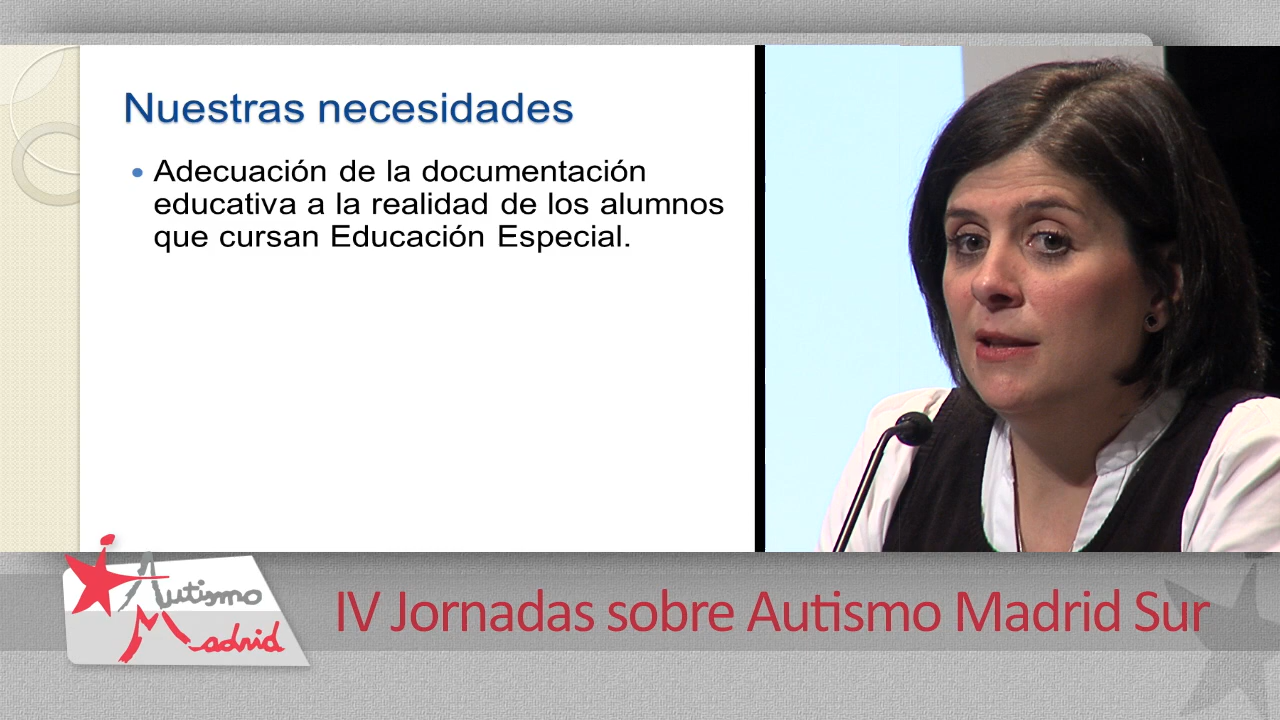 Nuestras necesidades
• Adecuación de la documentación
educativa a la realidad de los alumnos
que cursan Educación Especial.
Autismo
Madrid
IV Jornadas sobre Autismo Madrid Sur